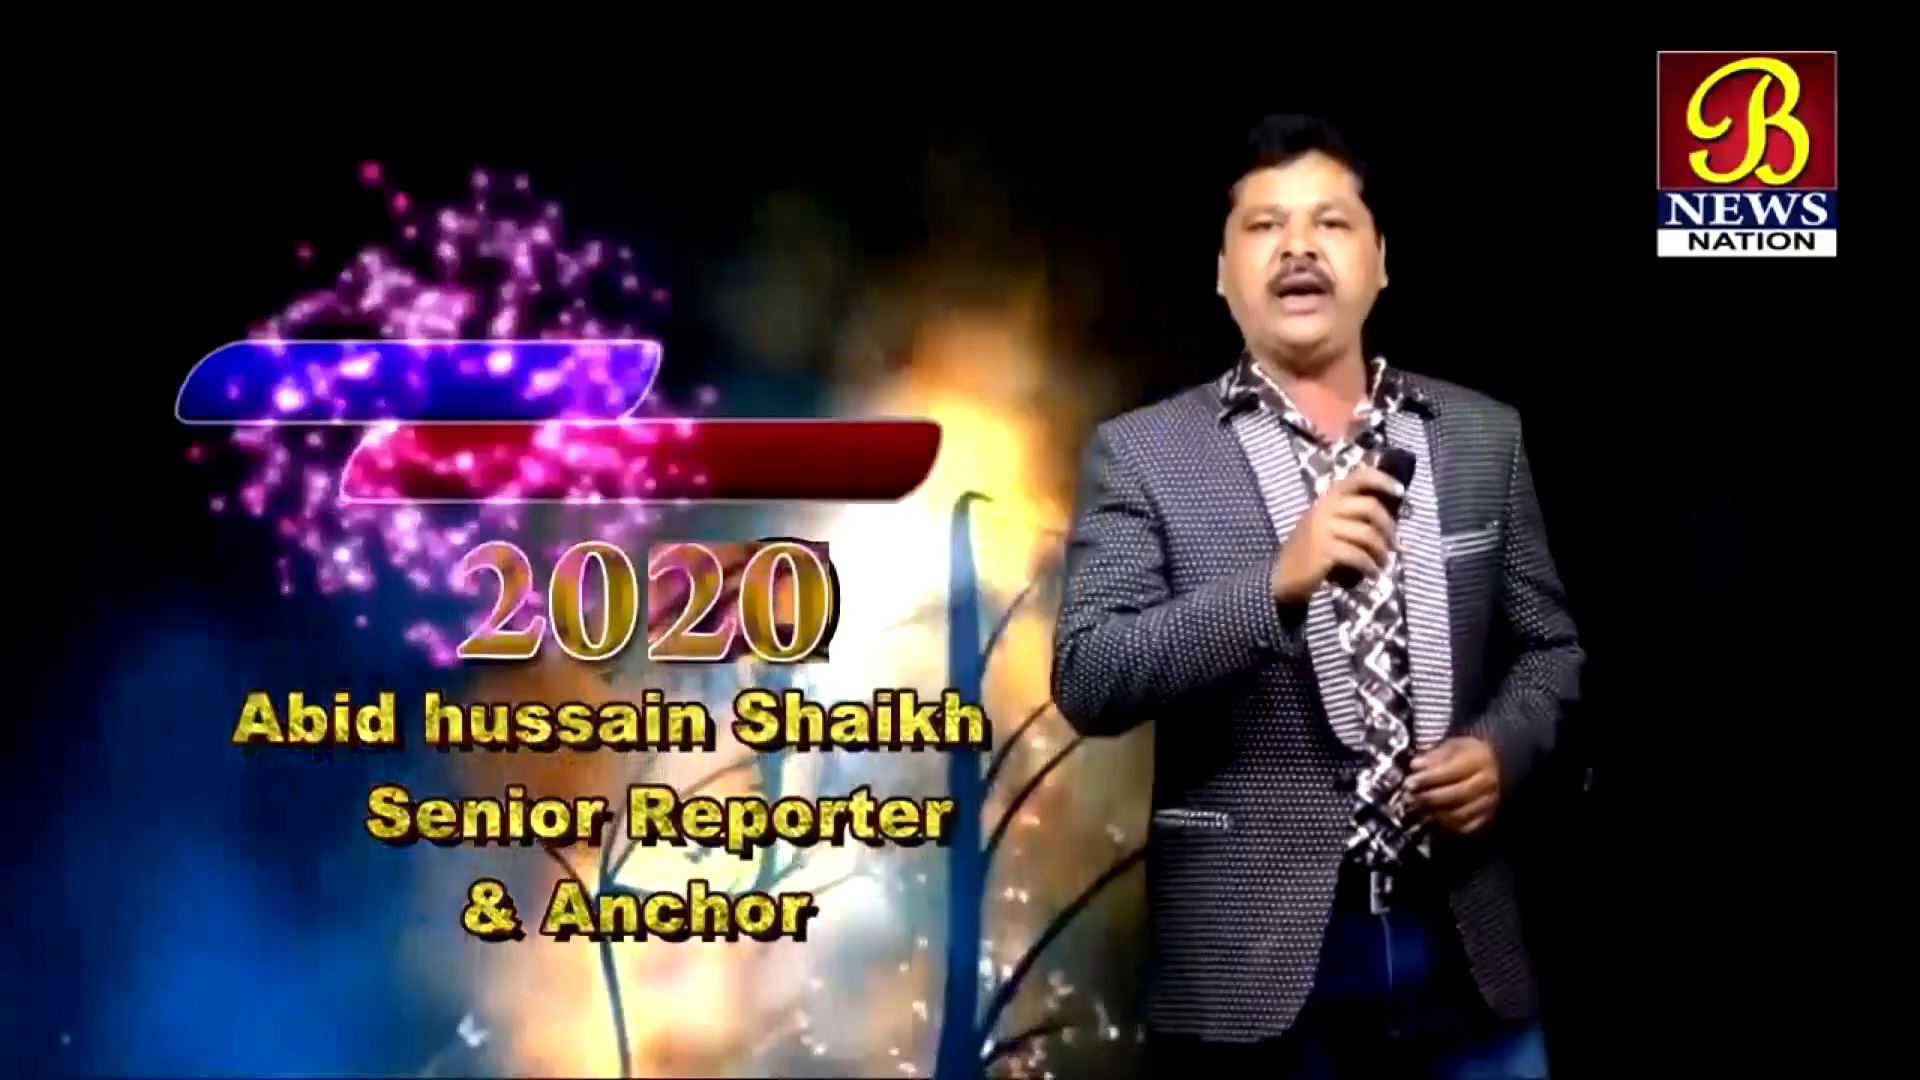 B
NEWS
NATION
2020
Abid hussain Shaikh
Senior Reporter
& Anchor